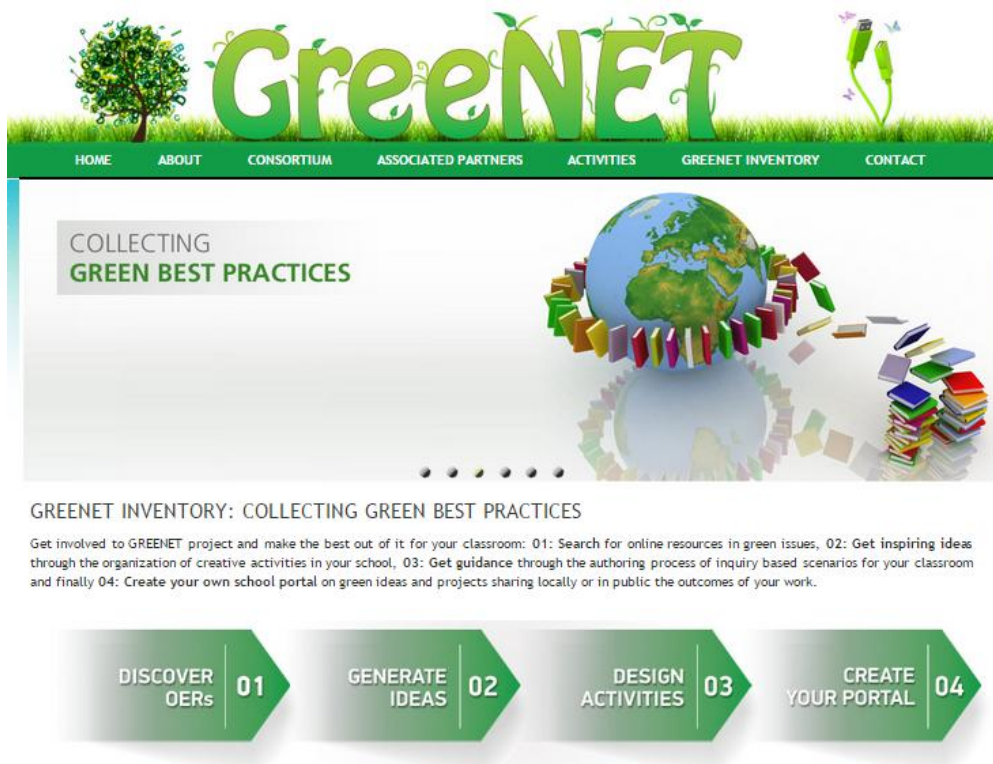 GreeNET
HOME ABOUT CONSORTIUM ASSOCIATED PARTNERS ACTIVITIES GREENET INVENTORY CONTACT
COLLECTING
GREEN BEST PRACTICES
GREENET INVENTORY: COLLECTING GREEN BEST PRACTICES
Get involved to GREENET project and make the best out of it for your classroom: 01: Search for online resources in green issues, 02: Get inspiring ideas
through the organization of creative activities in your school, 03: Get guidance through the authoring process of inquiry based scenarios for your classroom
and finally 04: Create your own school portal on green ideas and projects sharing locally or in public the outcomes of your work.
DISCOVER
OERs
01
GENERATE
IDEAS
02
DESIGN
ACTIVITIES
03
CREATE
YOUR PORTAL
04